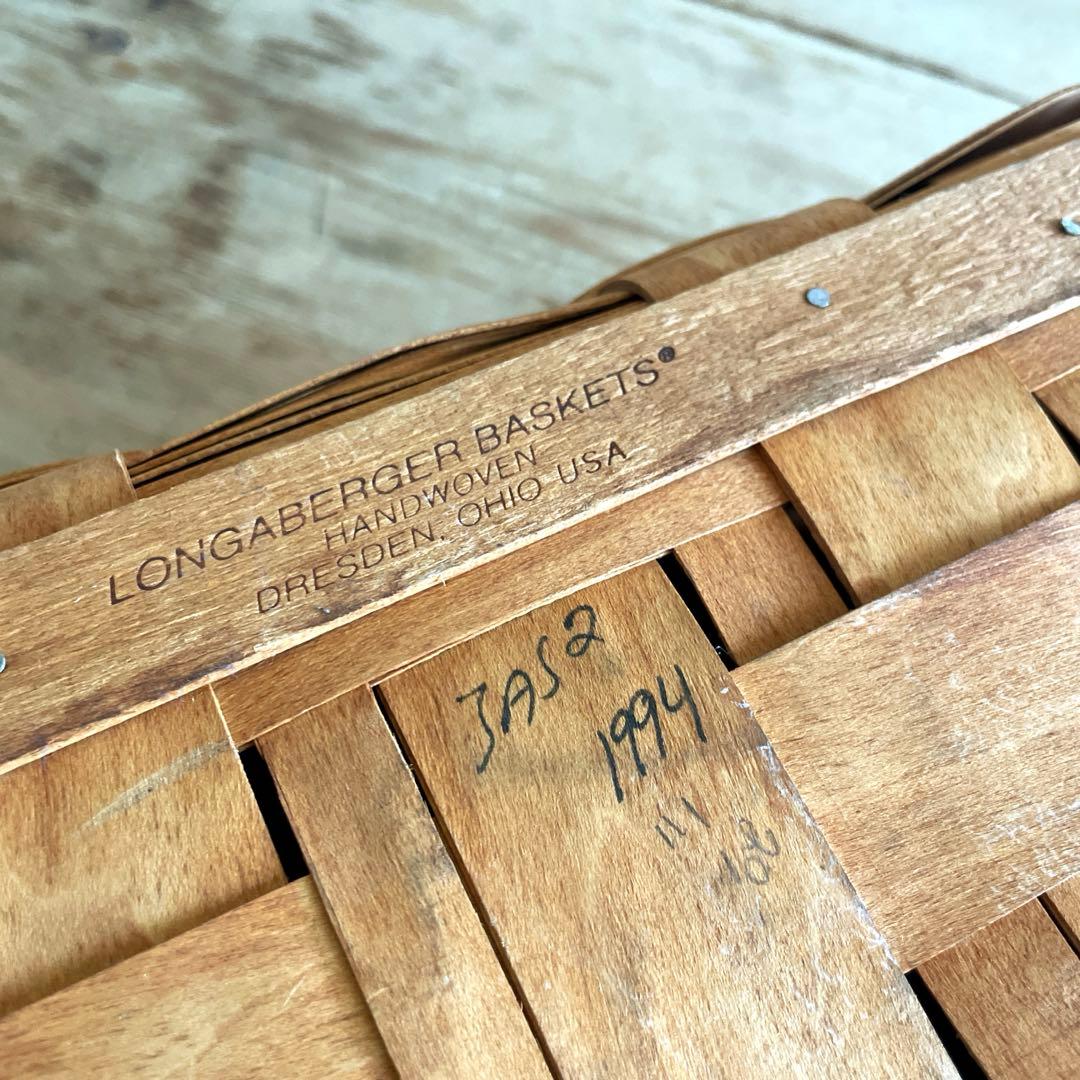 LONGABERGER BASKETS®
HANDWOVEN
DRESDEN, OHIO USA
JAS2
1994